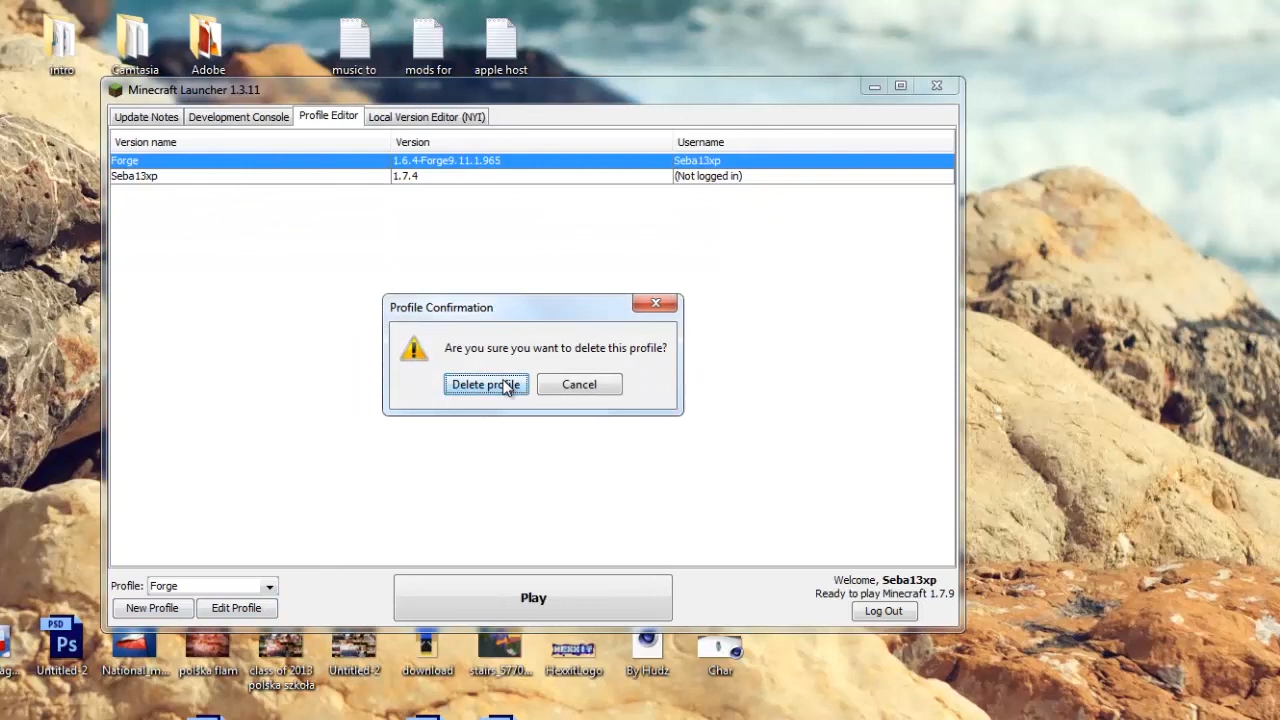 intro
Camtasia
Adobe
music to
mods for
apple host
Minecraft Launcher 1.3.11
Update Notes
Development Console
Profile Editor
Local Version Editor (NYI)
Version name
Version
Username
Forge
1.6.4-Forge9.11.1.965
Seba13xp
Seba13xp
1.7.4
(Not logged in)
Profile Confirmation
Are you sure you want to delete this profile?
Delete profile
Cancel
Profile:
Forge
New Profile
Edit Profile
Play
Welcome, Seba13xp
Ready to play Minecraft 1.7.9
Log Out
PSD
Ps
HEXXIT
ag...
Untitled-2
National_m...
polska flam
class of 2013
polska szkoła
Untitled-2
download
stairs_5770...
HexxitLogo
By Hudz
Char